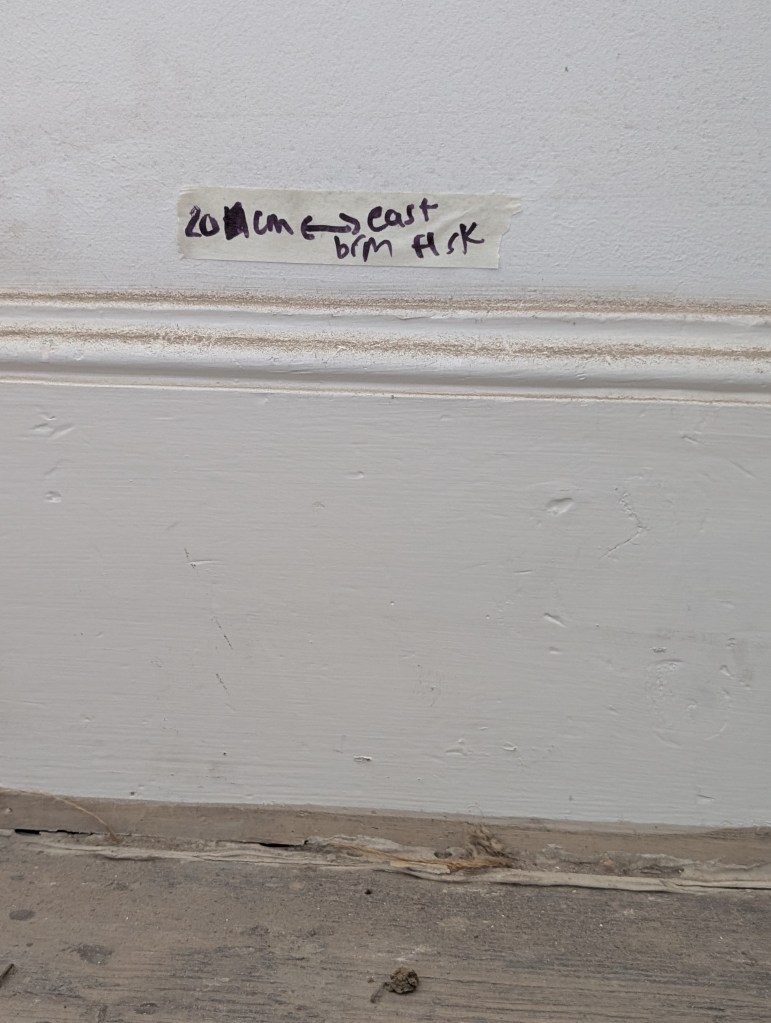 20 cm ↔ east
brm flsk